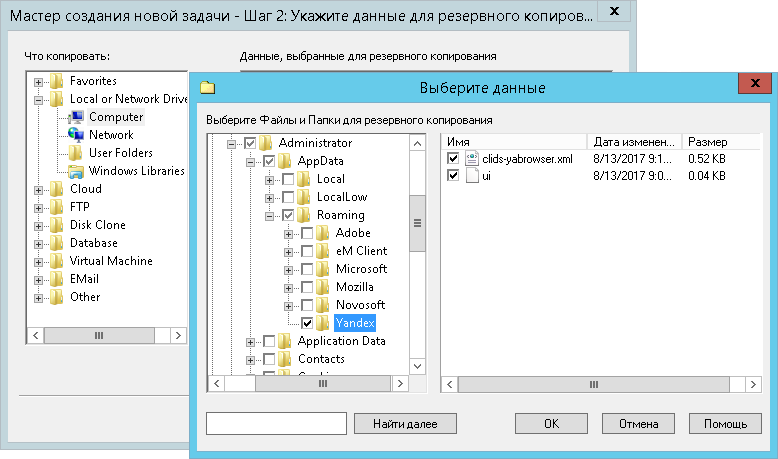 Мастер создания новой задачи - Шаг 2: Укажите данные для резервного копиров...
x
Что копировать:
Данные, выбранные для резервного копирования
Favorites
Local or Network Drive
Computer
Network
User Folders
Windows Libraries
Cloud
FTP
Disk Clone
Database
Virtual Machine
EMail
Other
Выберите данные
x
Выберите Файлы и Папки для резервного копирования
Administrator
AppData
Local
LocalLow
Roaming
Adobe
eM Client
Microsoft
Mozilla
Novosoft
Yandex
Application Data
Contacts
Имя Дата изменен... Размер
clids-yabrowser.xml 8/13/2017 9:1... 0.52 KB
ui 8/13/2017 9:0... 0.04 KB
Найти далее
OK
Отмена
Помощь